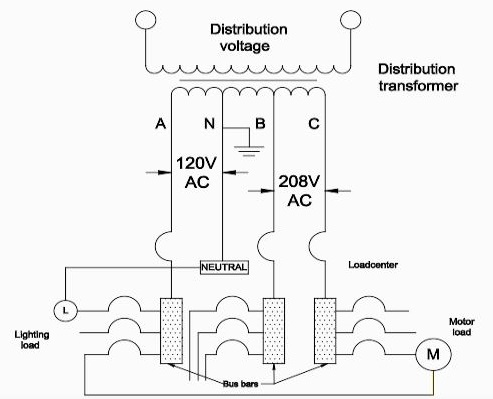 Distribution
voltage
Distribution
transformer
A
N
B
C
120V
AC
208V
AC
NEUTRAL
Loadcenter
L
Lighting
load
Motor
load
M
Bus bars